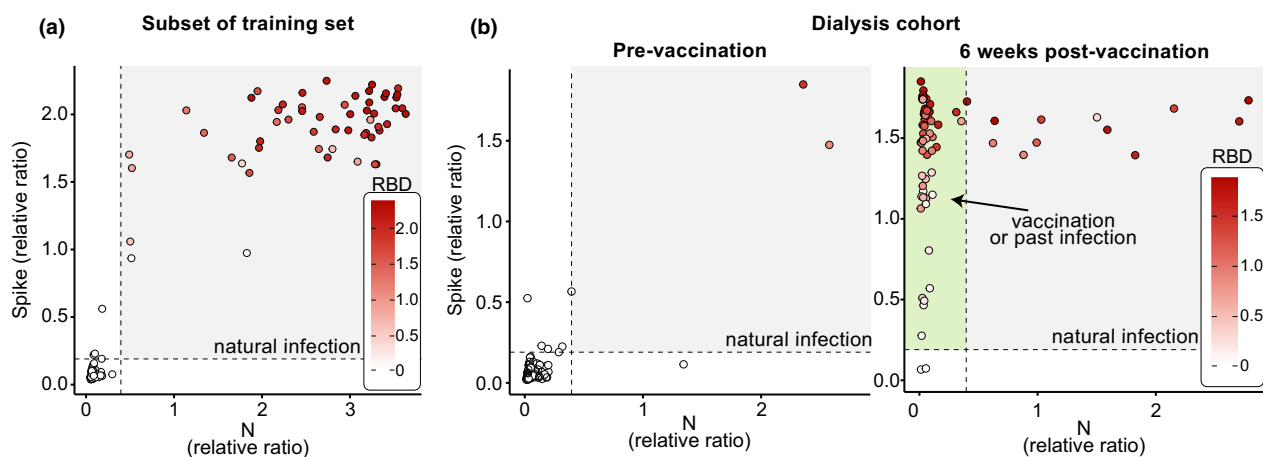 (a)
Subset of training set
Spike (relative ratio)
2.0
1.5
1.0
0.5
0.0
natural infection
RBD
2.0
1.5
1.0
0.5
0
0
1
2
3
N
(relative ratio)
(b)
Dialysis cohort
Pre-vaccination
Spike (relative ratio)
1.5
1.0
0.5
0.0
natural infection
0
1
2
N
(relative ratio)
6 weeks post-vaccination
1.5
1.0
0.5
0.0
vaccination
or past infection
natural infection
RBD
1.5
1.0
0.5
0
0
1
2
N
(relative ratio)